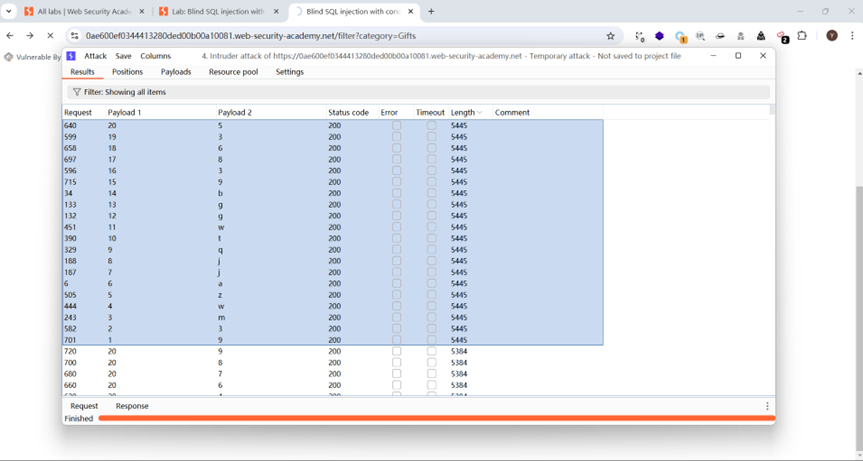 All labs | Web Security Acade
Lab: Blind SQL injection with
Blind SQL injection with conc
0ae600ef0344413280ded00b00a10081.web-security-academy.net/filter?category=Gifts
Vulnerable By
Attack Save Columns 4. Intruder attack of https://0ae600ef0344413280ded00b00a10081.web-security-academy.net - Temporary attack - Not saved to project file
Results Positions Payloads Resource pool Settings
Filter: Showing all items
Request Payload 1 Payload 2 Status code Error Timeout Length Comment
640 20 5 200 5445
599 19 3 200 5445
658 18 6 200 5445
697 17 8 200 5445
596 16 3 200 5445
715 15 9 200 5445
34 14 b 200 5445
133 13 g 200 5445
132 12 g 200 5445
451 11 w 200 5445
390 10 t 200 5445
329 9 q 200 5445
188 8 j 200 5445
187 7 j 200 5445
6 6 a 200 5445
505 5 z 200 5445
444 4 w 200 5445
243 3 m 200 5445
582 2 3 200 5445
701 1 9 200 5445
720 20 9 200 5384
700 20 8 200 5384
680 20 7 200 5384
660 20 6 200 5384
Request Response
Finished